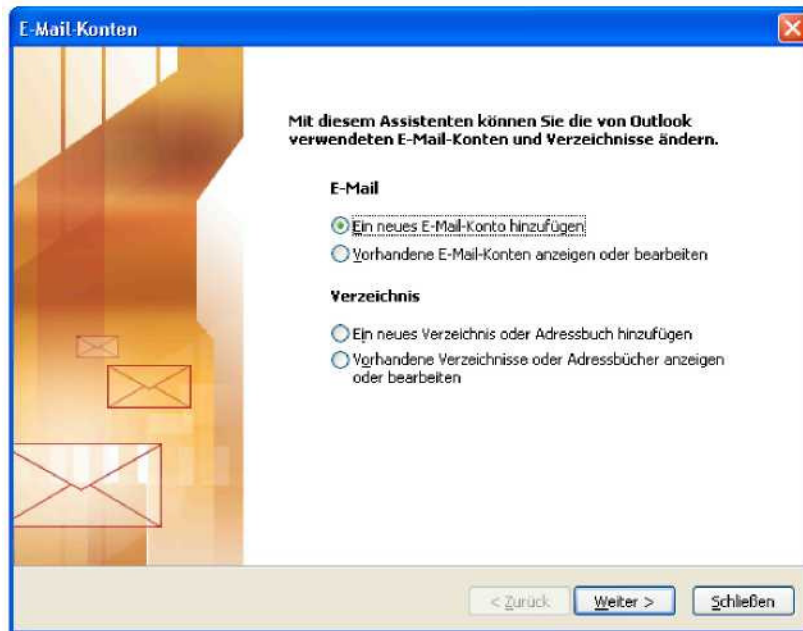 E-Mail-Konten
Mit diesem Assistenten können Sie die von Outlook
verwendeten E-Mail-Konten und Verzeichnisse ändern.
E-Mail
Ein neues E-Mail-Konto hinzufügen
Vorhandene E-Mail-Konten anzeigen oder bearbeiten
Verzeichnis
Ein neues Verzeichnis oder Adressbuch hinzufügen
Vorhandene Verzeichnisse oder Adressbücher anzeigen
oder bearbeiten
< Zurück
Weiter >
Schließen